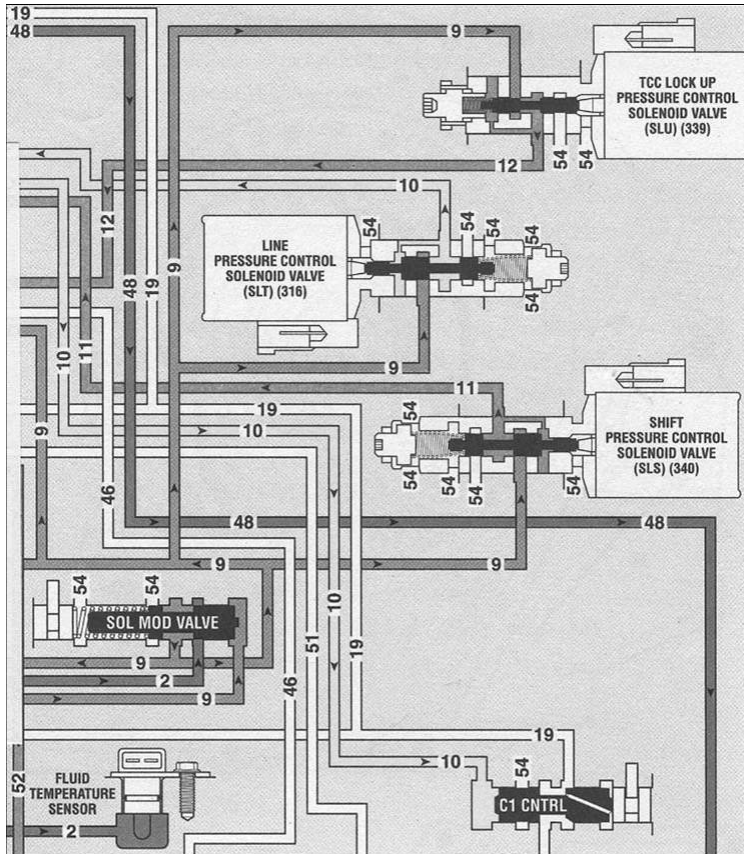 19
48
9
TCC LOCK UP
PRESSURE CONTROL
SOLENOID VALVE
(SLU) (339)
12
54
54
10
12
54
54
54
54
54
LINE
PRESSURE CONTROL
SOLENOID VALVE
(SLT) (316)
9
48
19
10
11
9
11
19
10
9
54
SHIFT
PRESSURE CONTROL
SOLENOID VALVE
(SLS) (340)
54
54
54
54
46
48
48
9
9
54
54
SOL MOD VALVE
10
51
19
46
9
2
9
19
10
54
C1 CNTRL
52
FLUID
TEMPERATURE
SENSOR
2